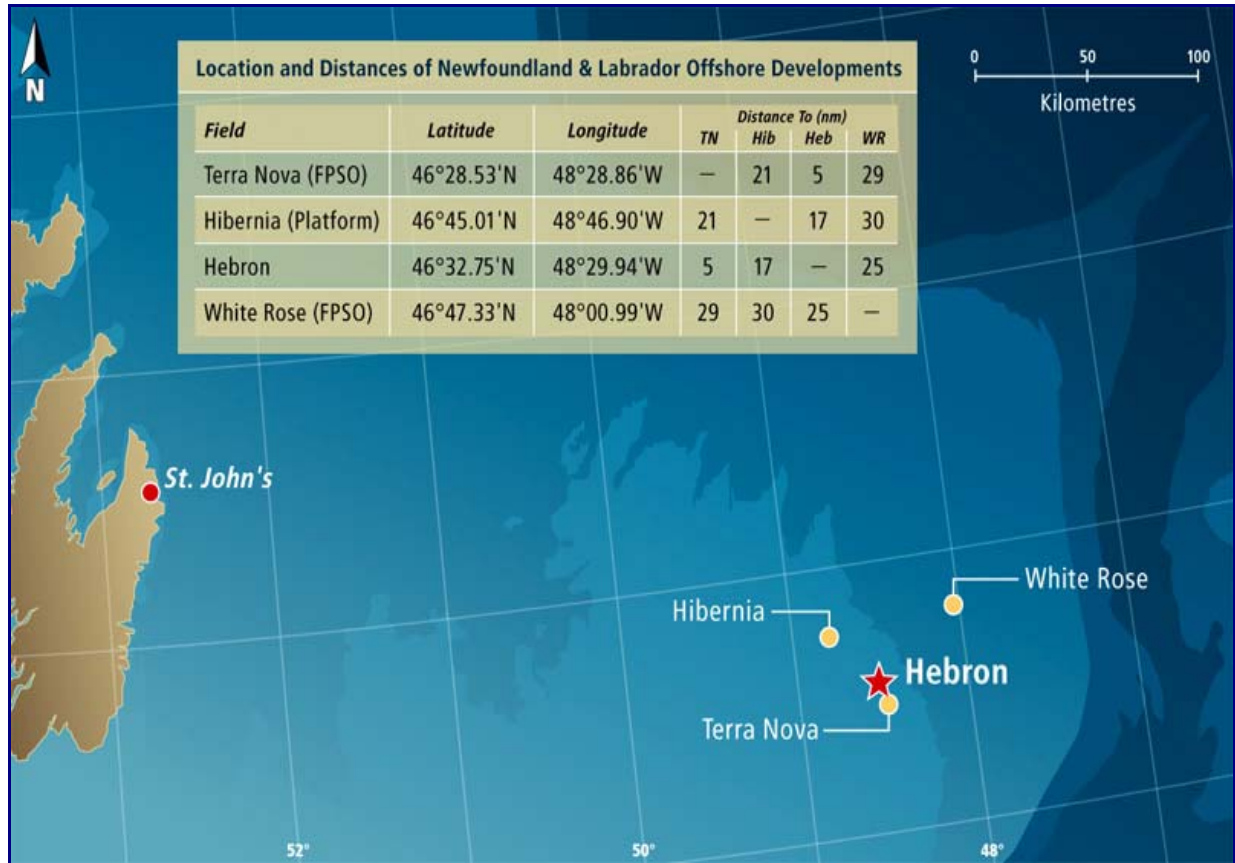 N
Location and Distances of Newfoundland & Labrador Offshore Developments
0 50 100
Kilometres
Distance To (nm)
Field Latitude Longitude TN Hib Heb WR
Terra Nova (FPSO) 46°28.53'N 48°28.86'W – 21 5 29
Hibernia (Platform) 46°45.01'N 48°46.90'W 21 – 17 30
Hebron 46°32.75'N 48°29.94'W 5 17 – 25
White Rose (FPSO) 46°47.33'N 48°00.99'W 29 30 25 –
St. John's
White Rose
Hibernia
Hebron
Terra Nova
52° 50° 48°